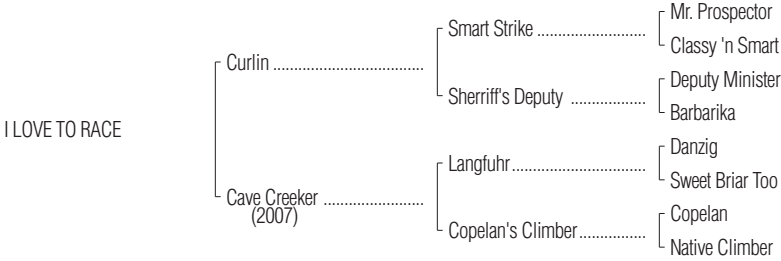 Mr. Prospector
Smart Strike ..........................
Classy 'n Smart
Curlin ....................................
Deputy Minister
Sherriff's Deputy ..................
Barbarika
I LOVE TO RACE
Danzig
Langfuhr................................
Sweet Briar Too
Cave Creeker ........................
(2007)
Copelan
Copelan's Climber................
Native Climber